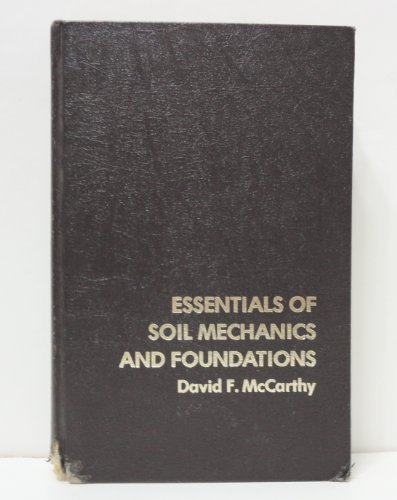 ESSENTIALS OF
SOIL MECHANICS
AND FOUNDATIONS
David F. McCarthy